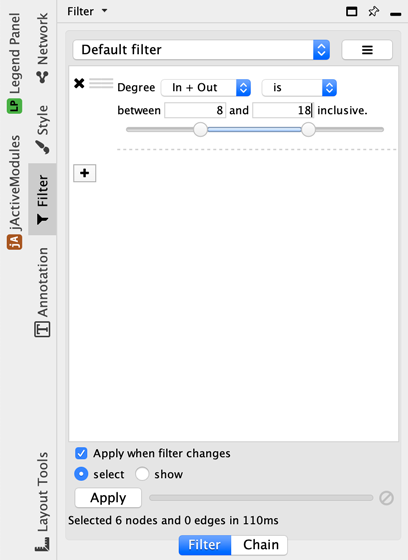 Filter
Default filter
Degree In + Out is
between 8 and 18 inclusive.
Apply when filter changes
select show
Apply
Selected 6 nodes and 0 edges in 110ms
Filter Chain
LP Legend Panel
jA jActiveModules
Network
Style
Filter
T Annotation
Layout Tools